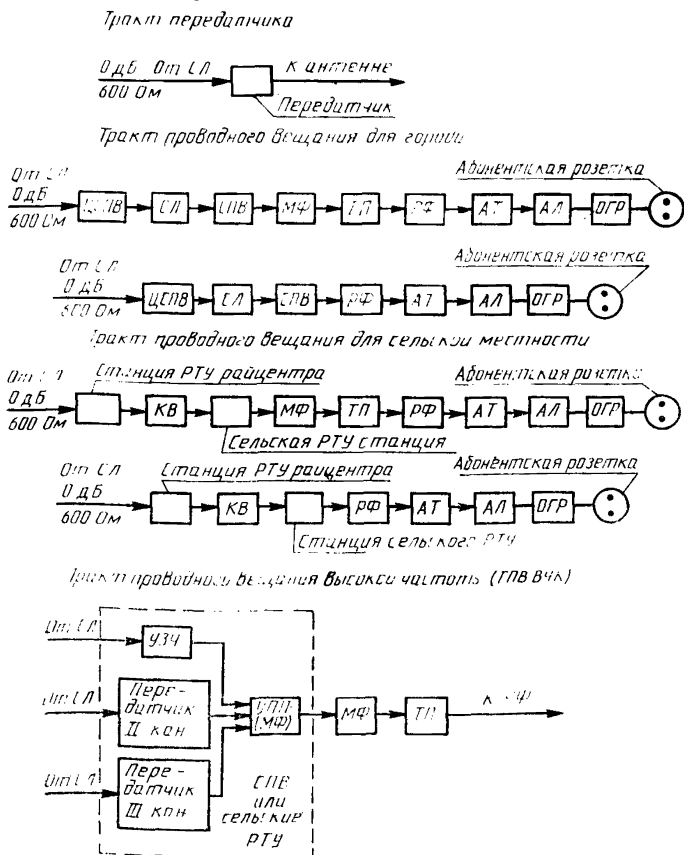 Тракт передатчика
0 дБ От СЛ
к антенне
600 Ом
Передатчик
Тракт проводного вещания для города
От СЛ
0 дБ
600 Ом
ЦСПВ
СЛ
СПВ
МФ
ТП
РФ
АТ
АЛ
ОГР
Абонентская розетка
От СЛ
0 дБ
600 Ом
ЦСПВ
СЛ
СПВ
РФ
АТ
АЛ
ОГР
Абонентская розетка
Тракт проводного вещания для сельской местности
От СЛ
0 дБ
600 Ом
Станция РТУ райцентра
КВ
Сельская РТУ станция
МФ
ТП
РФ
АТ
АЛ
ОГР
Абонентская розетка
От СЛ
0 дБ
600 Ом
Станция РТУ райцентра
КВ
Станция сельского РТУ
РФ
АТ
АЛ
ОГР
Абонентская розетка
Тракт проводного вещания высокой частоты (ТПВ ВЧК)
От СЛ
УЗЧ
От СЛ
Пере-
датчик
II кан
От СЛ
Пере-
датчик
III кан
(МФ)
МФ
ТП
к РФ
СПВ
или
сельские
РТУ